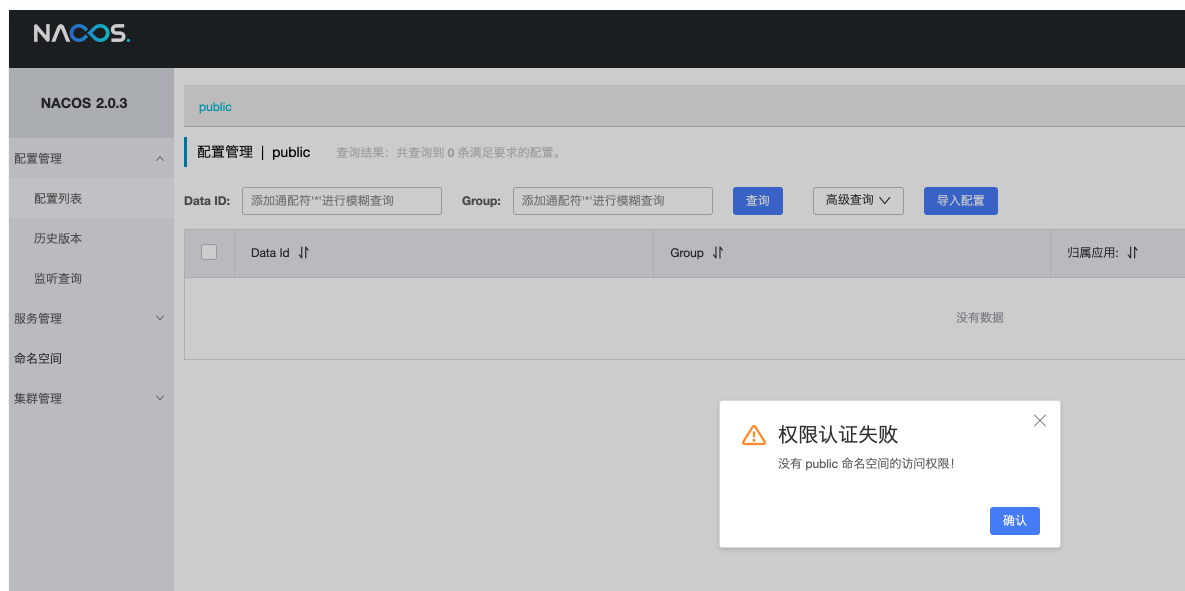 NACOS.
NACOS 2.0.3
配置管理
配置列表
历史版本
监听查询
服务管理
命名空间
集群管理
public
配置管理 | public 查询结果：共查询到 0 条满足要求的配置。
Data ID: 添加通配符'*'进行模糊查询 Group: 添加通配符'*'进行模糊查询 查询 高级查询 导入配置
Data Id Group 归属应用:
没有数据
权限认证失败
没有 public 命名空间的访问权限！
确认